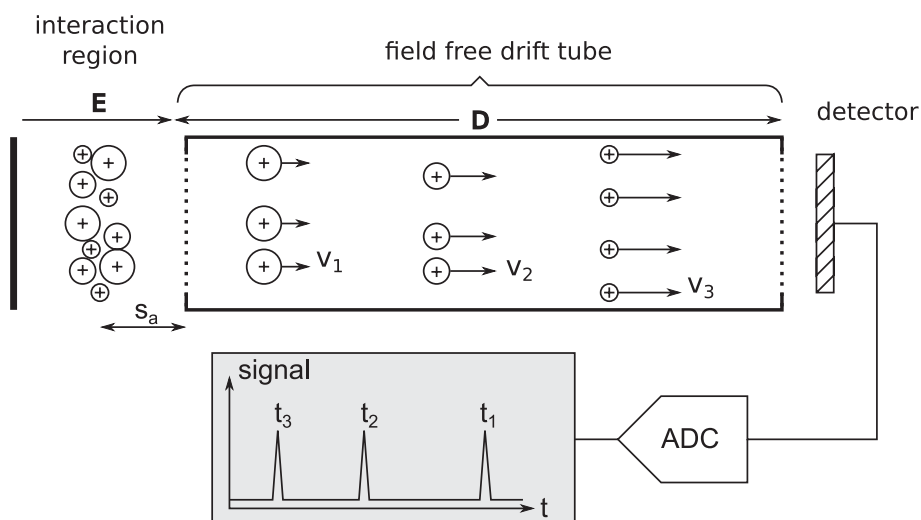 interaction
region
field free drift tube
E
D
detector
+ + + + + + + + + +
+ + + v₁
+ + + v₂
+ + + + v₃
sₐ
signal
t₃ t₂ t₁
t
ADC